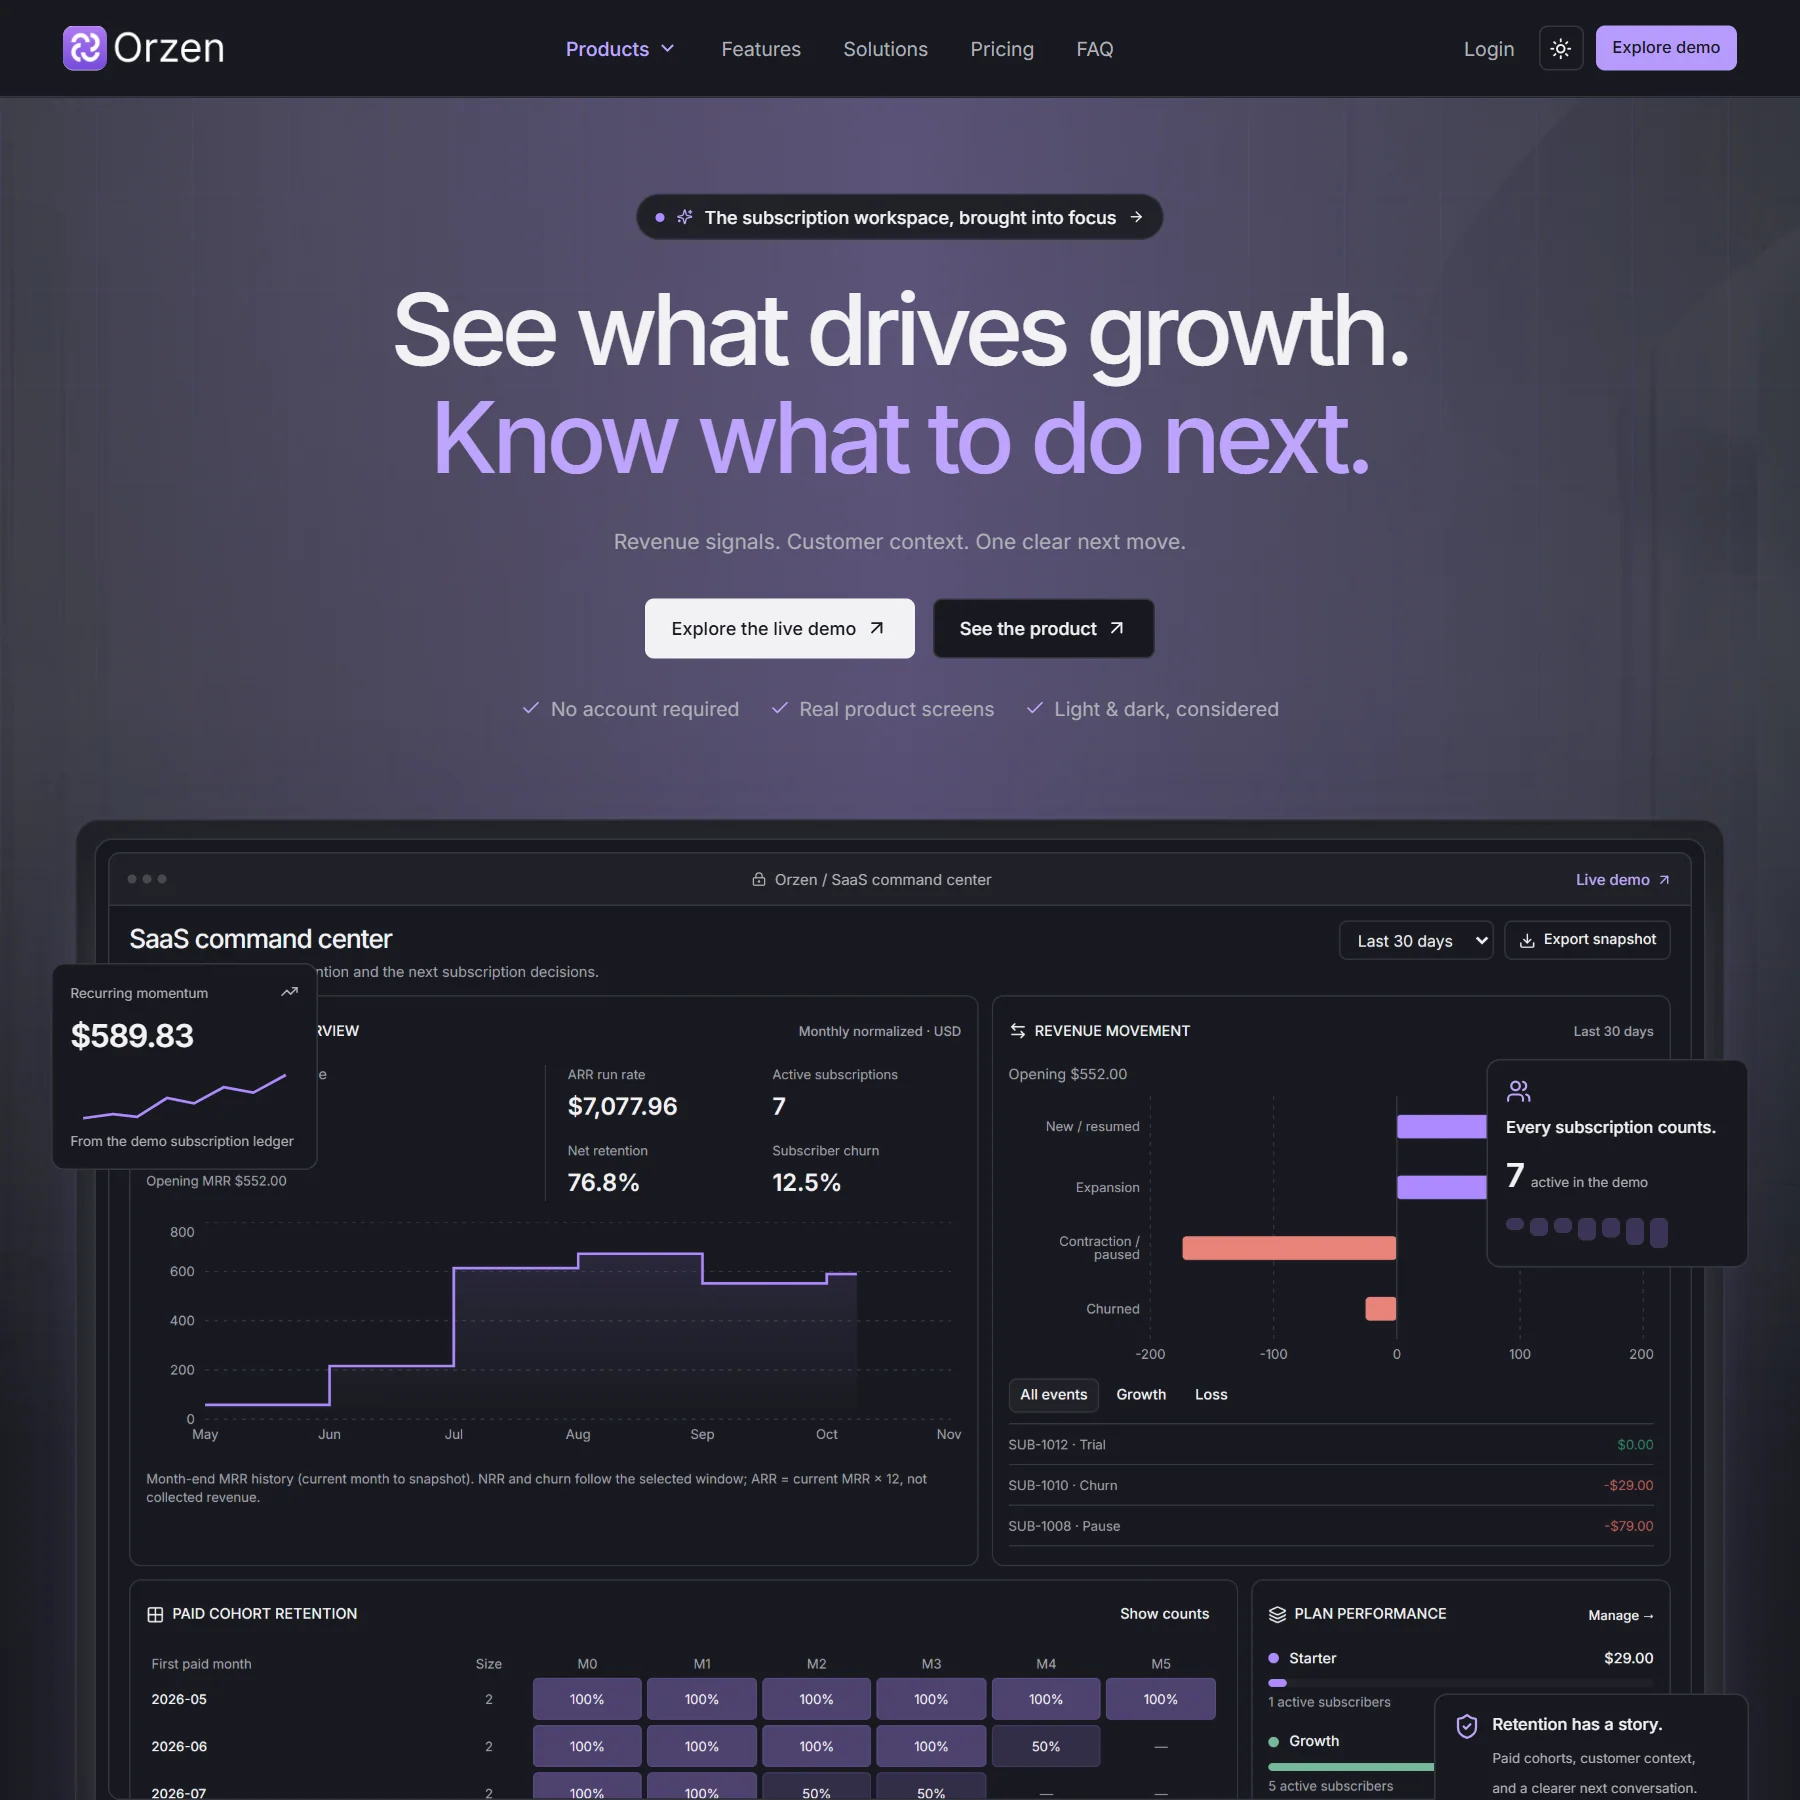 Orzen
Products
Features
Solutions
Pricing
FAQ
Login
Explore demo
The subscription workspace, brought into focus →
See what drives growth.
Know what to do next.
Revenue signals. Customer context. One clear next move.
Explore the live demo
See the product
No account required
Real product screens
Light & dark, considered
Orzen / SaaS command center
Live demo
SaaS command center
Last 30 days
Export snapshot
and the next subscription decisions.
Recurring momentum
$589.83
From the demo subscription ledger
Monthly normalized · USD
ARR run rate
$7,077.96
Active subscriptions
7
Net retention
76.8%
Subscriber churn
12.5%
Opening MRR $552.00
800
600
400
200
0
May Jun Jul Aug Sep Oct Nov
Month-end MRR history (current month to snapshot). NRR and churn follow the selected window; ARR = current MRR × 12, not
collected revenue.
REVENUE MOVEMENT
Last 30 days
Opening $552.00
New / resumed
Expansion
Contraction /
paused
Churned
-200 -100 0 100 200
Every subscription counts.
7 active in the demo
All events Growth Loss
SUB-1012 · Trial $0.00
SUB-1010 · Churn -$29.00
SUB-1008 · Pause -$79.00
PAID COHORT RETENTION
Show counts
First paid month Size M0 M1 M2 M3 M4 M5
2026-05 2 100% 100% 100% 100% 100% 100%
2026-06 2 100% 100% 100% 100% 50% —
2026-07 2 100% 100% 50% 50% — —
PLAN PERFORMANCE
Manage →
Starter $29.00
1 active subscribers
Growth
5 active subscribers
Retention has a story.
Paid cohorts, customer context,
and a clearer next conversation.